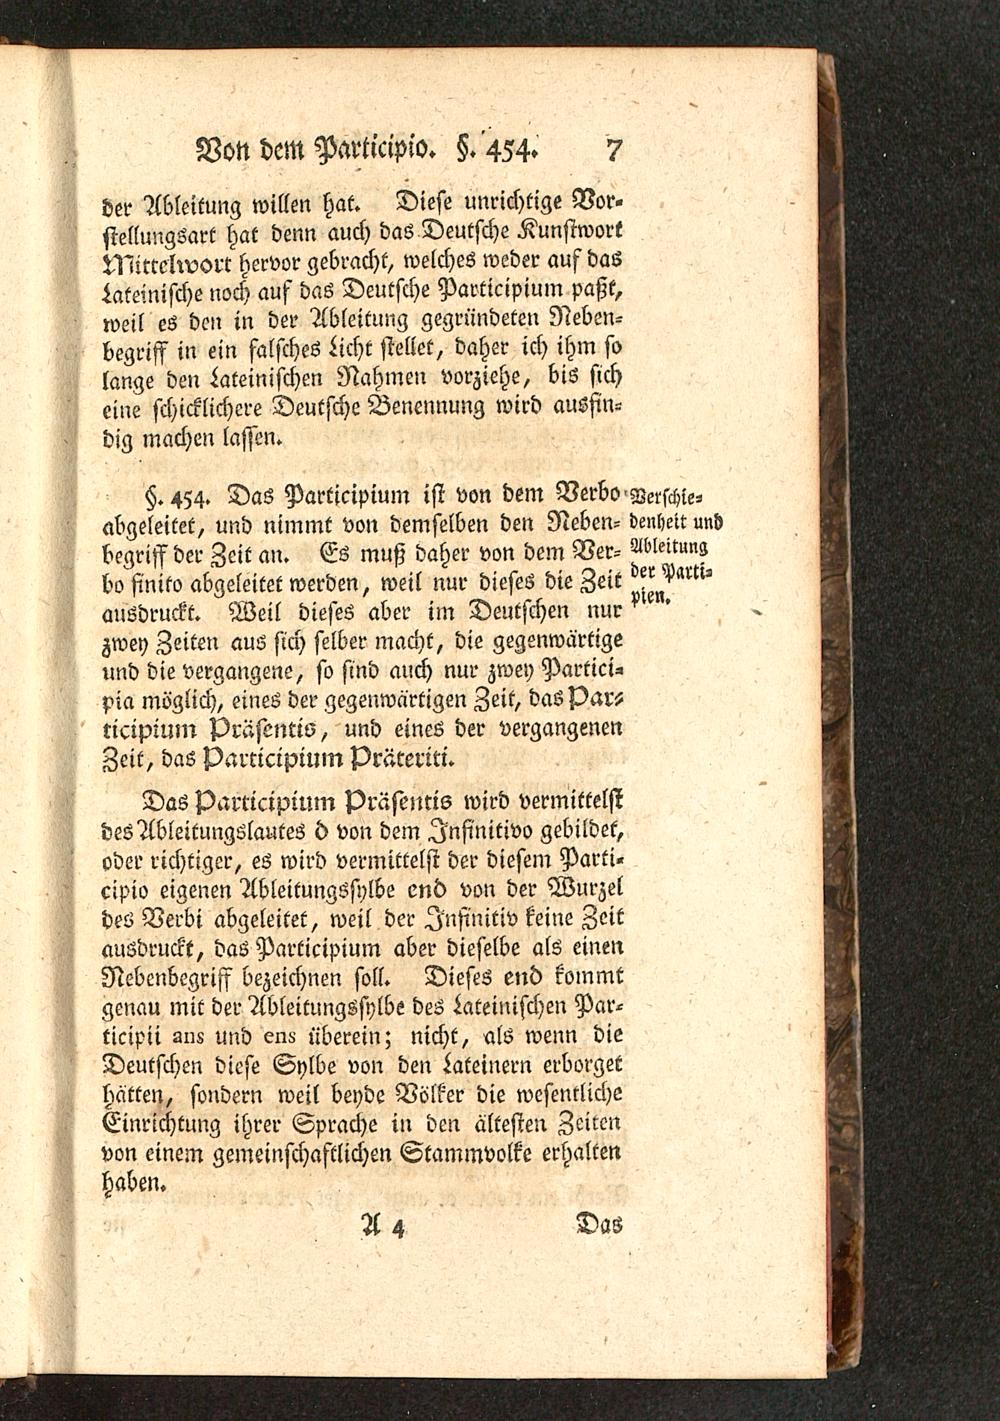 Von dem Participio. §. 454. 7
der Ableitung willen hat. Diese unrichtige Vor-
stellungsart hat denn auch das Deutsche Kunstwort
Mittelwort hervor gebracht, welches weder auf das
Lateinische noch auf das Deutsche Participium paßt,
weil es den in der Ableitung gegründeten Neben-
begriff in ein falsches Licht stellet, daher ich ihm so
lange den Lateinischen Nahmen vorziehe, bis sich
eine schicklichere Deutsche Benennung wird ausfin-
dig machen lassen.
§. 454. Das Participium ist von dem Verbo
abgeleitet, und nimmt von demselben den Neben-
begriff der Zeit an. Es muß daher von dem Ver-
bo finito abgeleitet werden, weil nur dieses die Zeit
ausdruckt. Weil dieses aber im Deutschen nur
zwey Zeiten aus sich selber macht, die gegenwärtige
und die vergangene, so sind auch nur zwey Partici-
pia möglich, eines der gegenwärtigen Zeit, das Par-
ticipium Präsentis, und eines der vergangenen
Zeit, das Participium Präteriti.
Verschie-
denheit und
Ableitung
der Parti-
pien.
Das Participium Präsentis wird vermittelst
des Ableitungslautes d von dem Infinitivo gebildet,
oder richtiger, es wird vermittelst der diesem Parti-
cipio eigenen Ableitungssylbe end von der Wurzel
des Verbi abgeleitet, weil der Infinitiv keine Zeit
ausdruckt, das Participium aber dieselbe als einen
Nebenbegriff bezeichnen soll. Dieses end kommt
genau mit der Ableitungssylbe des Lateinischen Par-
ticipii ans und ens überein; nicht, als wenn die
Deutschen diese Sylbe von den Lateinern erborget
hätten, sondern weil beyde Völker die wesentliche
Einrichtung ihrer Sprache in den ältesten Zeiten
von einem gemeinschaftlichen Stammvolke erhalten
haben.
A 4 Das